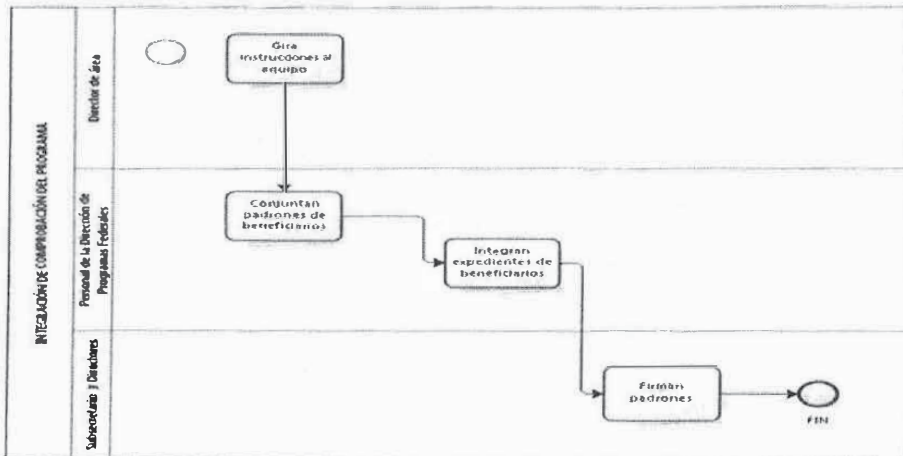 INTEGRACIÓN DE COMPROBACIÓN DEL PROGRAMA
Director de área
Gira
instrucciones al
equipo
Personal de la Dirección de
Programas Federales
Conjuntan
padrones de
beneficiarios
Integran
expedientes de
beneficiarios
Subsecretario y Directores
Firman
padrones
FIN